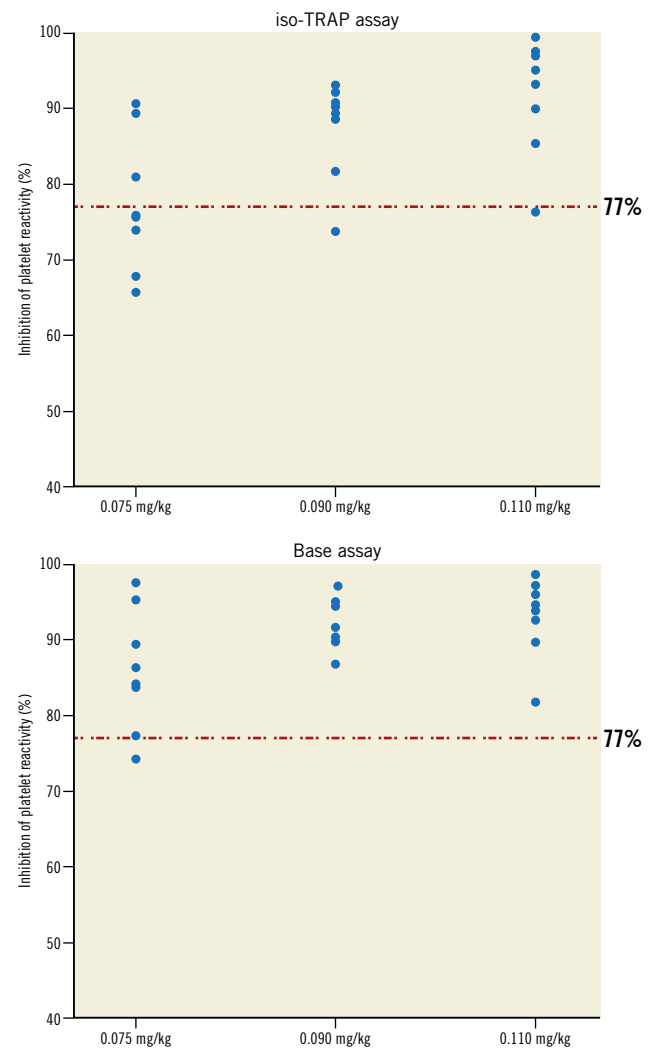 iso-TRAP assay
Inhibition of platelet reactivity (%)
100
90
80
77%
70
60
50
40
0.075 mg/kg 0.090 mg/kg 0.110 mg/kg
Base assay
Inhibition of platelet reactivity (%)
100
90
80
77%
70
60
50
40
0.075 mg/kg 0.090 mg/kg 0.110 mg/kg